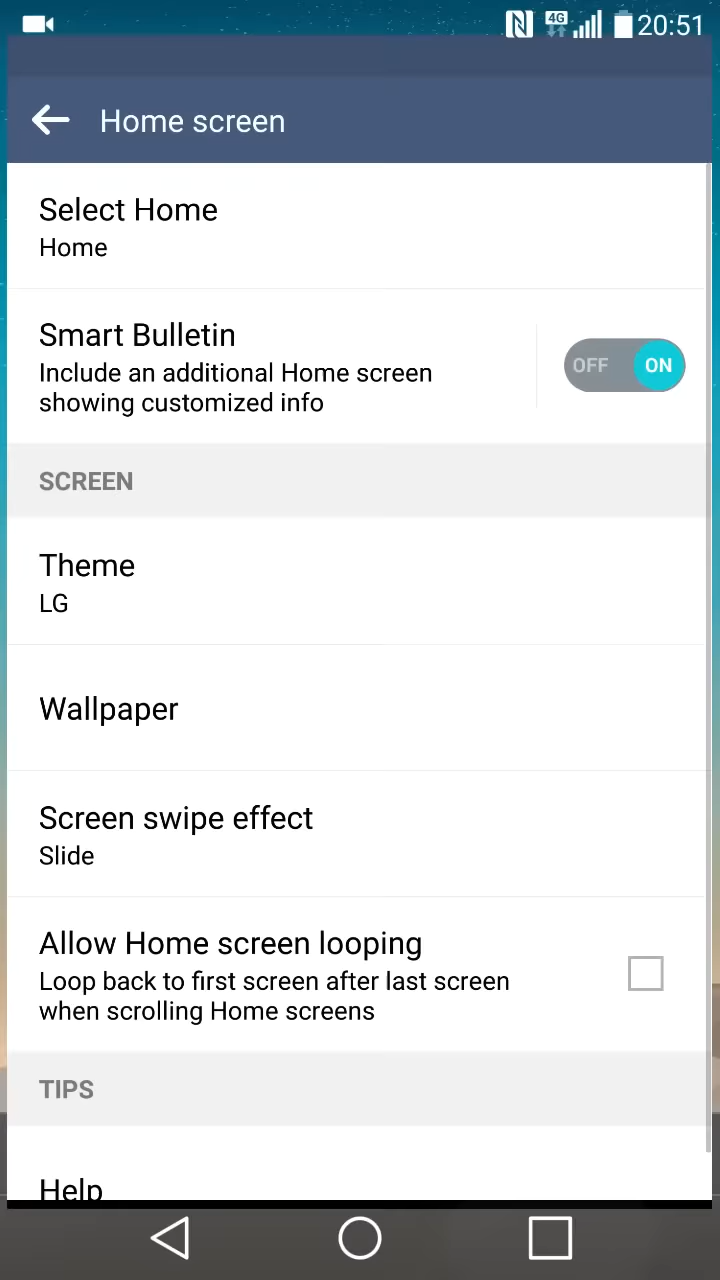 4G 20:51
Home screen
Select Home
Home
Smart Bulletin
Include an additional Home screen
showing customized info
OFF ON
SCREEN
Theme
LG
Wallpaper
Screen swipe effect
Slide
Allow Home screen looping
Loop back to first screen after last screen
when scrolling Home screens
TIPS
Help